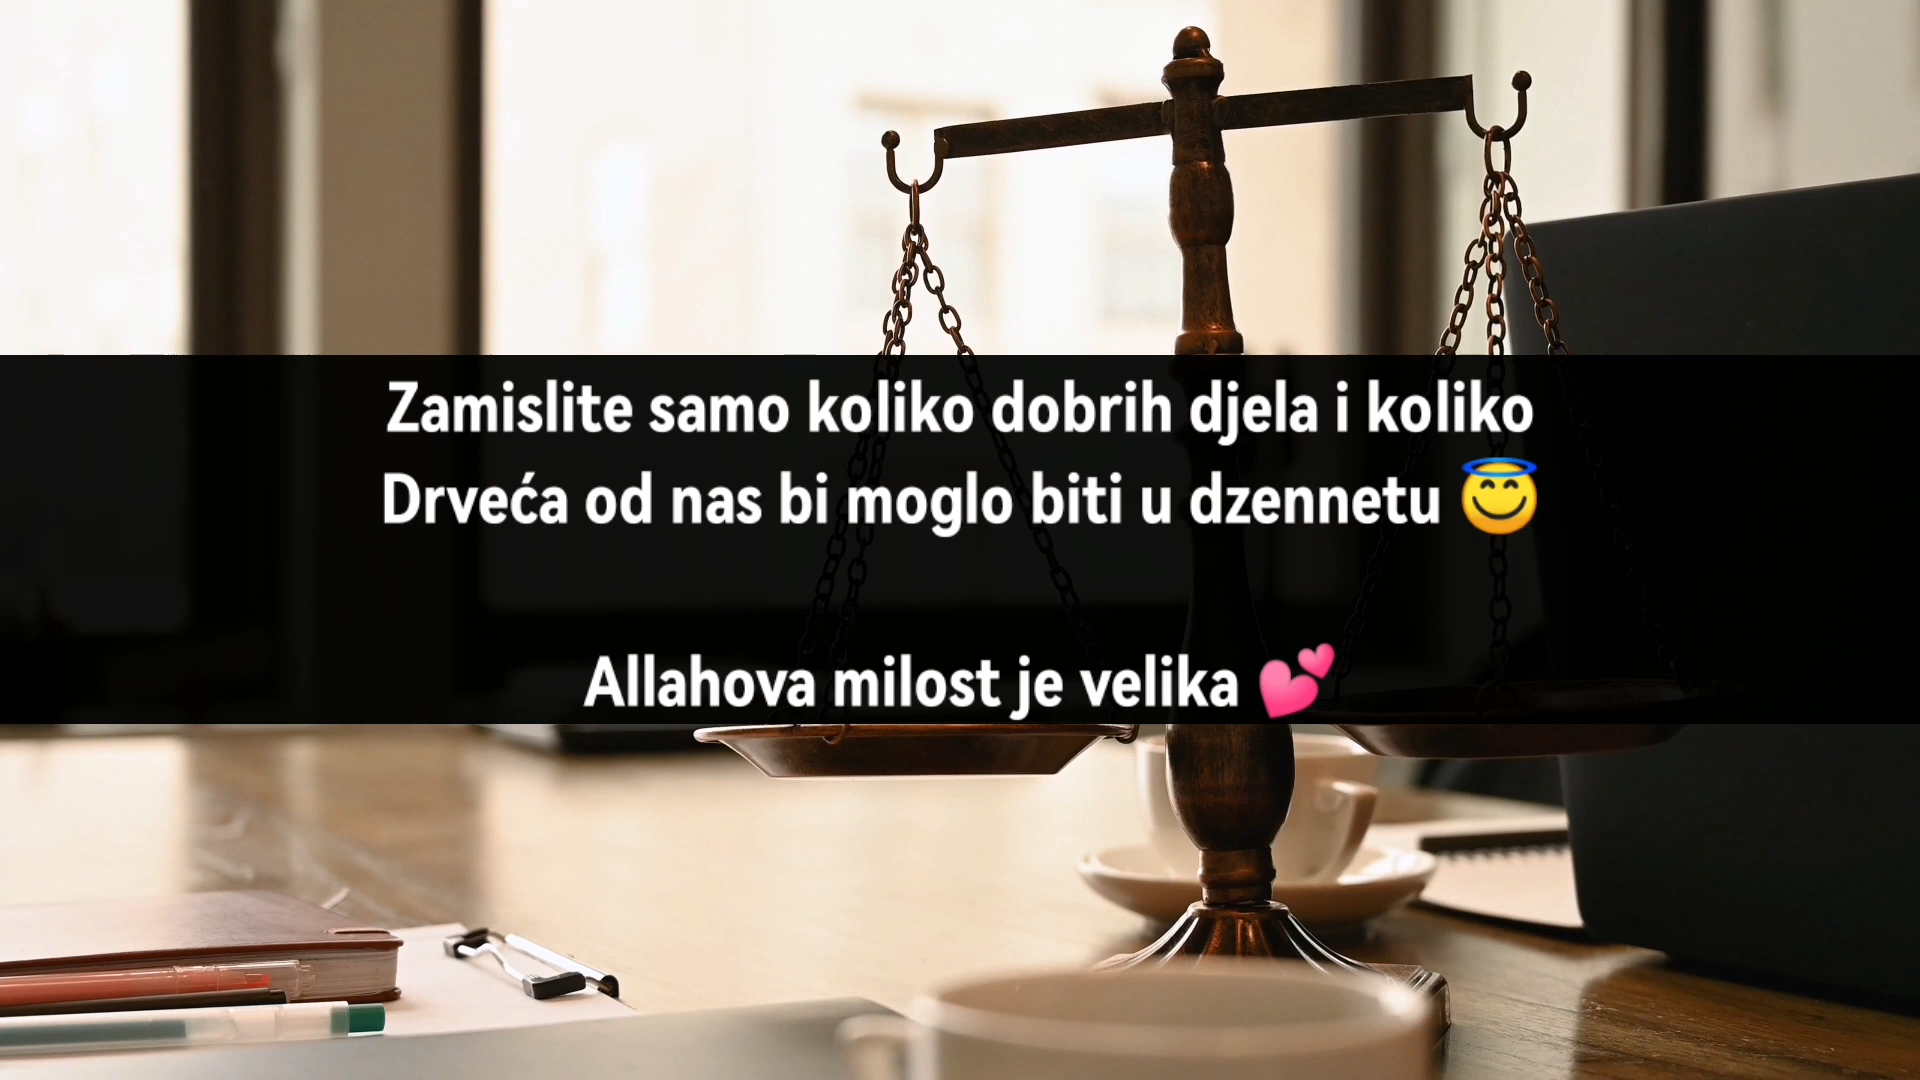 Zamislite samo koliko dobrih djela i koliko
Drveća od nas bi moglo biti u dzennetu 😇
Allahova milost je velika 💕